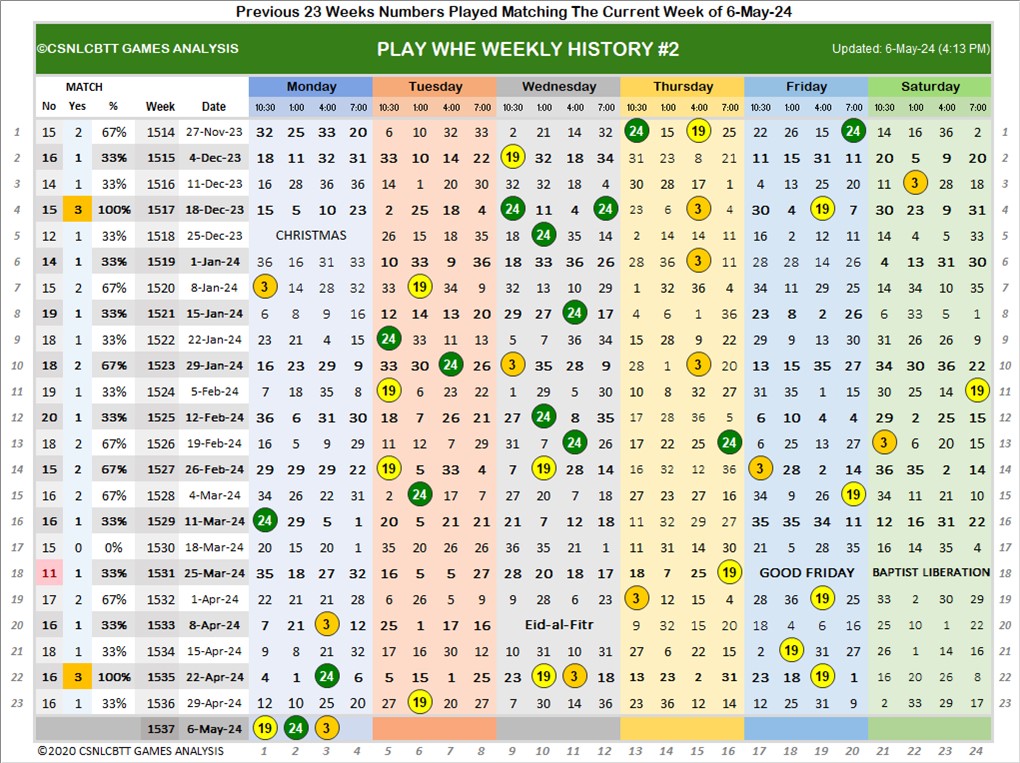 Previous 23 Weeks Numbers Played Matching The Current Week of 6-May-24
©CSNLCBTT GAMES ANALYSIS PLAY WHE WEEKLY HISTORY #2 Updated: 6-May-24 (4:13 PM)
MATCH Monday Tuesday Wednesday Thursday Friday Saturday
No Yes % Week Date 10:30 1:00 4:00 7:00 10:30 1:00 4:00 7:00 10:30 1:00 4:00 7:00 10:30 1:00 4:00 7:00 10:30 1:00 4:00 7:00 10:30 1:00 4:00 7:00
1 15 2 67% 1514 27-Nov-23 32 25 33 20 6 10 32 33 2 21 14 32 24 15 19 25 22 26 15 24 14 16 36 2 1
2 16 1 33% 1515 4-Dec-23 18 11 32 31 33 10 14 22 19 32 18 34 31 23 8 21 11 15 31 11 20 5 9 20 2
3 14 1 33% 1516 11-Dec-23 16 28 36 36 14 1 20 30 32 32 18 4 30 28 17 1 4 13 25 20 11 3 28 18 3
4 15 3 100% 1517 18-Dec-23 15 5 10 23 2 25 18 4 24 11 4 24 23 6 3 4 30 4 19 7 30 23 9 31 4
5 12 1 33% 1518 25-Dec-23 CHRISTMAS 26 15 18 35 18 24 35 14 2 14 14 11 16 2 12 11 14 4 5 33 5
6 14 1 33% 1519 1-Jan-24 36 16 31 33 10 33 9 36 18 33 36 26 28 36 3 11 28 28 14 26 4 13 31 30 6
7 15 2 67% 1520 8-Jan-24 3 14 28 32 33 19 34 9 32 13 10 29 1 32 36 4 34 11 29 25 14 34 10 35 7
8 19 1 33% 1521 15-Jan-24 6 8 9 16 12 14 13 20 29 27 24 17 4 6 1 36 23 8 2 26 6 33 5 1 8
9 18 1 33% 1522 22-Jan-24 23 21 4 15 24 33 11 13 5 7 36 34 15 28 9 22 29 9 13 30 31 26 26 9 9
10 18 2 67% 1523 29-Jan-24 16 23 29 9 33 30 24 26 3 35 28 9 28 1 3 20 13 15 35 27 34 30 36 22 10
11 19 1 33% 1524 5-Feb-24 7 18 35 8 19 6 23 22 1 29 5 30 10 8 32 27 31 35 1 15 30 25 14 19 11
12 20 1 33% 1525 12-Feb-24 36 6 31 30 18 7 26 21 27 24 8 35 17 28 36 5 6 10 4 4 29 2 25 15 12
13 18 2 67% 1526 19-Feb-24 16 5 9 29 11 12 7 29 31 7 24 26 17 22 25 24 6 25 13 27 3 6 20 15 13
14 15 2 67% 1527 26-Feb-24 29 29 29 22 19 5 33 4 7 19 28 14 16 32 12 36 3 28 2 14 36 35 2 14 14
15 16 2 67% 1528 4-Mar-24 34 26 22 31 2 24 17 7 27 20 7 18 27 23 27 16 34 9 26 19 34 11 21 10 15
16 16 1 33% 1529 11-Mar-24 24 29 5 1 20 5 21 21 21 7 12 18 11 32 29 27 35 35 34 11 12 16 31 22 16
17 15 0 0% 1530 18-Mar-24 20 15 20 1 35 20 26 26 36 35 21 1 11 31 14 30 21 5 28 35 16 14 35 4 17
18 11 1 33% 1531 25-Mar-24 35 18 27 32 16 5 5 27 28 20 18 17 18 7 25 19 GOOD FRIDAY BAPTIST LIBERATION 18
19 17 2 67% 1532 1-Apr-24 22 21 21 28 6 26 5 9 9 28 6 23 3 12 15 4 28 36 19 25 33 2 30 29 19
20 16 1 33% 1533 8-Apr-24 7 21 3 12 25 1 17 16 Eid-al-Fitr 9 32 15 20 18 4 6 16 25 10 1 22 20
21 18 1 33% 1534 15-Apr-24 9 8 21 32 17 16 30 12 10 31 10 31 27 6 22 15 2 19 31 27 26 1 14 16 21
22 16 3 100% 1535 22-Apr-24 4 1 24 6 5 15 1 25 23 19 3 18 13 23 2 31 23 18 19 1 16 20 26 8 22
23 16 1 33% 1536 29-Apr-24 12 10 25 20 27 19 20 27 7 30 14 36 23 36 12 14 12 25 31 9 2 33 29 17 23
1537 6-May-24 19 24 3
©2020 CSNLCBTT GAMES ANALYSIS 1 2 3 4 5 6 7 8 9 10 11 12 13 14 15 16 17 18 19 20 21 22 23 24